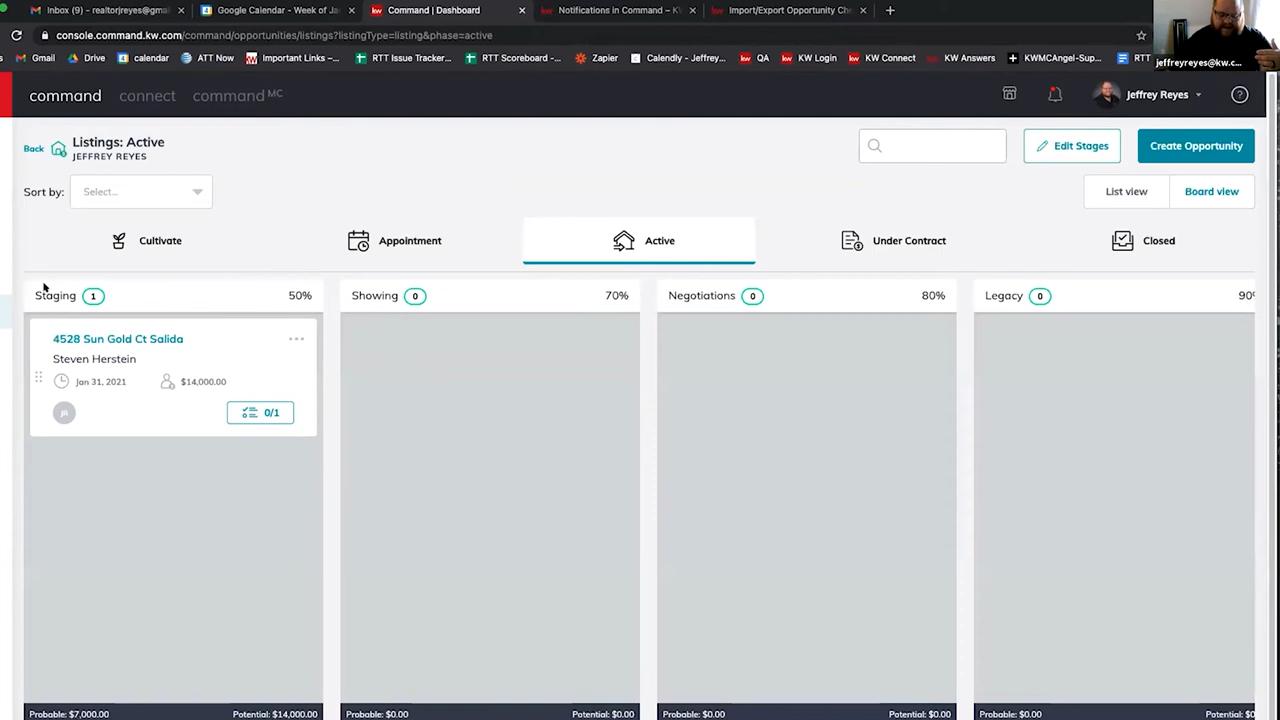 Inbox (9) - realtorjreyes@gmail
Google Calendar - Week of Ja
Command | Dashboard
Notifications in Command – KW
Import/Export Opportunity Che
console.command.kw.com/command/opportunities/listings?listingType=listing&phase=active
Gmail
Drive
calendar
ATT Now
Important Links –...
RTT Issue Tracker...
RTT Scoreboard -...
Zapier
Calendly - Jeffrey...
QA
KW Login
KW Connect
KW Answers
KWMCAngel-Sup...
RTT
jeffreyreyes@kw.c...
command
connect
command MC
Jeffrey Reyes
Back
Listings: Active
JEFFREY REYES
Edit Stages
Create Opportunity
Sort by:
Select...
List view
Board view
Cultivate
Appointment
Active
Under Contract
Closed
Staging 1 50%
Showing 0 70%
Negotiations 0 80%
Legacy 0 90%
4528 Sun Gold Ct Salida
Steven Herstein
Jan 31, 2021
$14,000.00
0/1
Probable: $7,000.00 Potential: $14,000.00
Probable: $0.00 Potential: $0.00
Probable: $0.00 Potential: $0.00
Probable: $0.00 Potential: $0.0